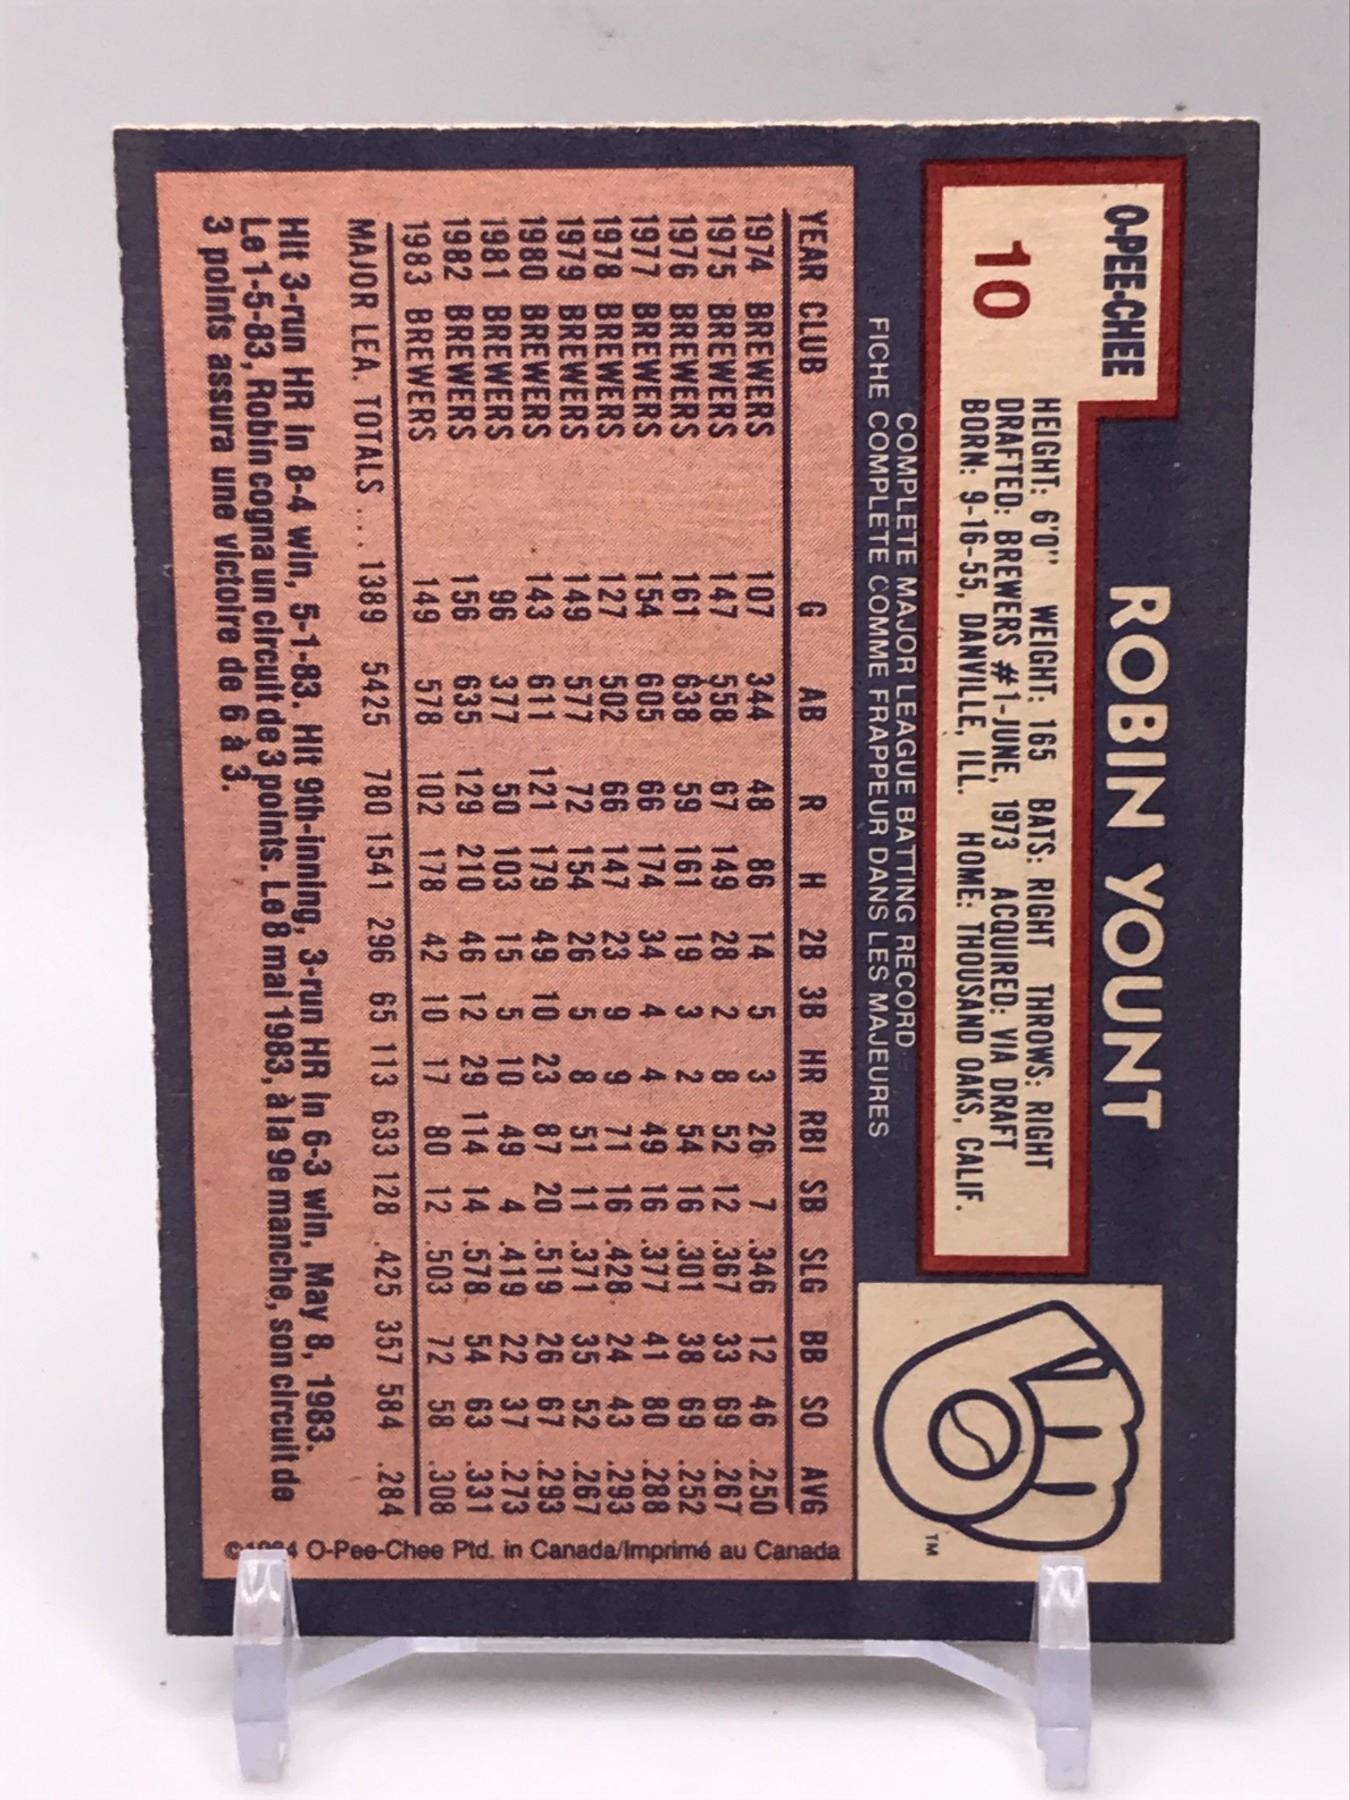 O-PEE-CHEE
ROBIN YOUNT
10
HEIGHT: 6'0" WEIGHT: 165 BATS: RIGHT THROWS: RIGHT
DRAFTED: BREWERS #1-JUNE, 1973 ACQUIRED: VIA DRAFT
BORN: 9-16-55, DANVILLE, ILL. HOME: THOUSAND OAKS, CALIF.
TM
COMPLETE MAJOR LEAGUE BATTING RECORD
FICHE COMPLETE COMME FRAPPEUR DANS LES MAJEURES
YEAR CLUB G AB R H 2B 3B HR RBI SB SLG BB SO AVG
1974 BREWERS 107 344 48 86 14 5 3 26 7 .346 12 46 .250
1975 BREWERS 147 558 67 149 28 2 8 52 12 .367 33 69 .267
1976 BREWERS 161 638 59 161 19 3 2 54 16 .301 38 69 .252
1977 BREWERS 154 605 66 174 34 4 4 49 16 .377 41 80 .288
1978 BREWERS 127 502 66 147 23 9 9 71 16 .428 24 43 .293
1979 BREWERS 149 577 72 154 26 5 8 51 11 .371 35 52 .267
1980 BREWERS 143 611 121 179 49 10 23 87 20 .519 26 67 .293
1981 BREWERS 96 377 50 103 15 5 10 49 4 .419 22 37 .273
1982 BREWERS 156 635 129 210 46 12 29 114 14 .578 54 63 .331
1983 BREWERS 149 578 102 178 42 10 17 80 12 .503 72 58 .308
MAJOR LEA. TOTALS ... 1389 5425 780 1541 296 65 113 633 128 .425 357 584 .284
Hit 3-run HR in 8-4 win, 5-1-83. Hit 9th-inning, 3-run HR in 6-3 win, May 8, 1983.
Le 1-5-83, Robin cogna un circuit de 3 points. Le 8 mai 1983, à la 9e manche, son circuit de
3 points assura une victoire de 6 à 3.
©1984 O-Pee-Chee Ptd. in Canada/Imprimé au Canada